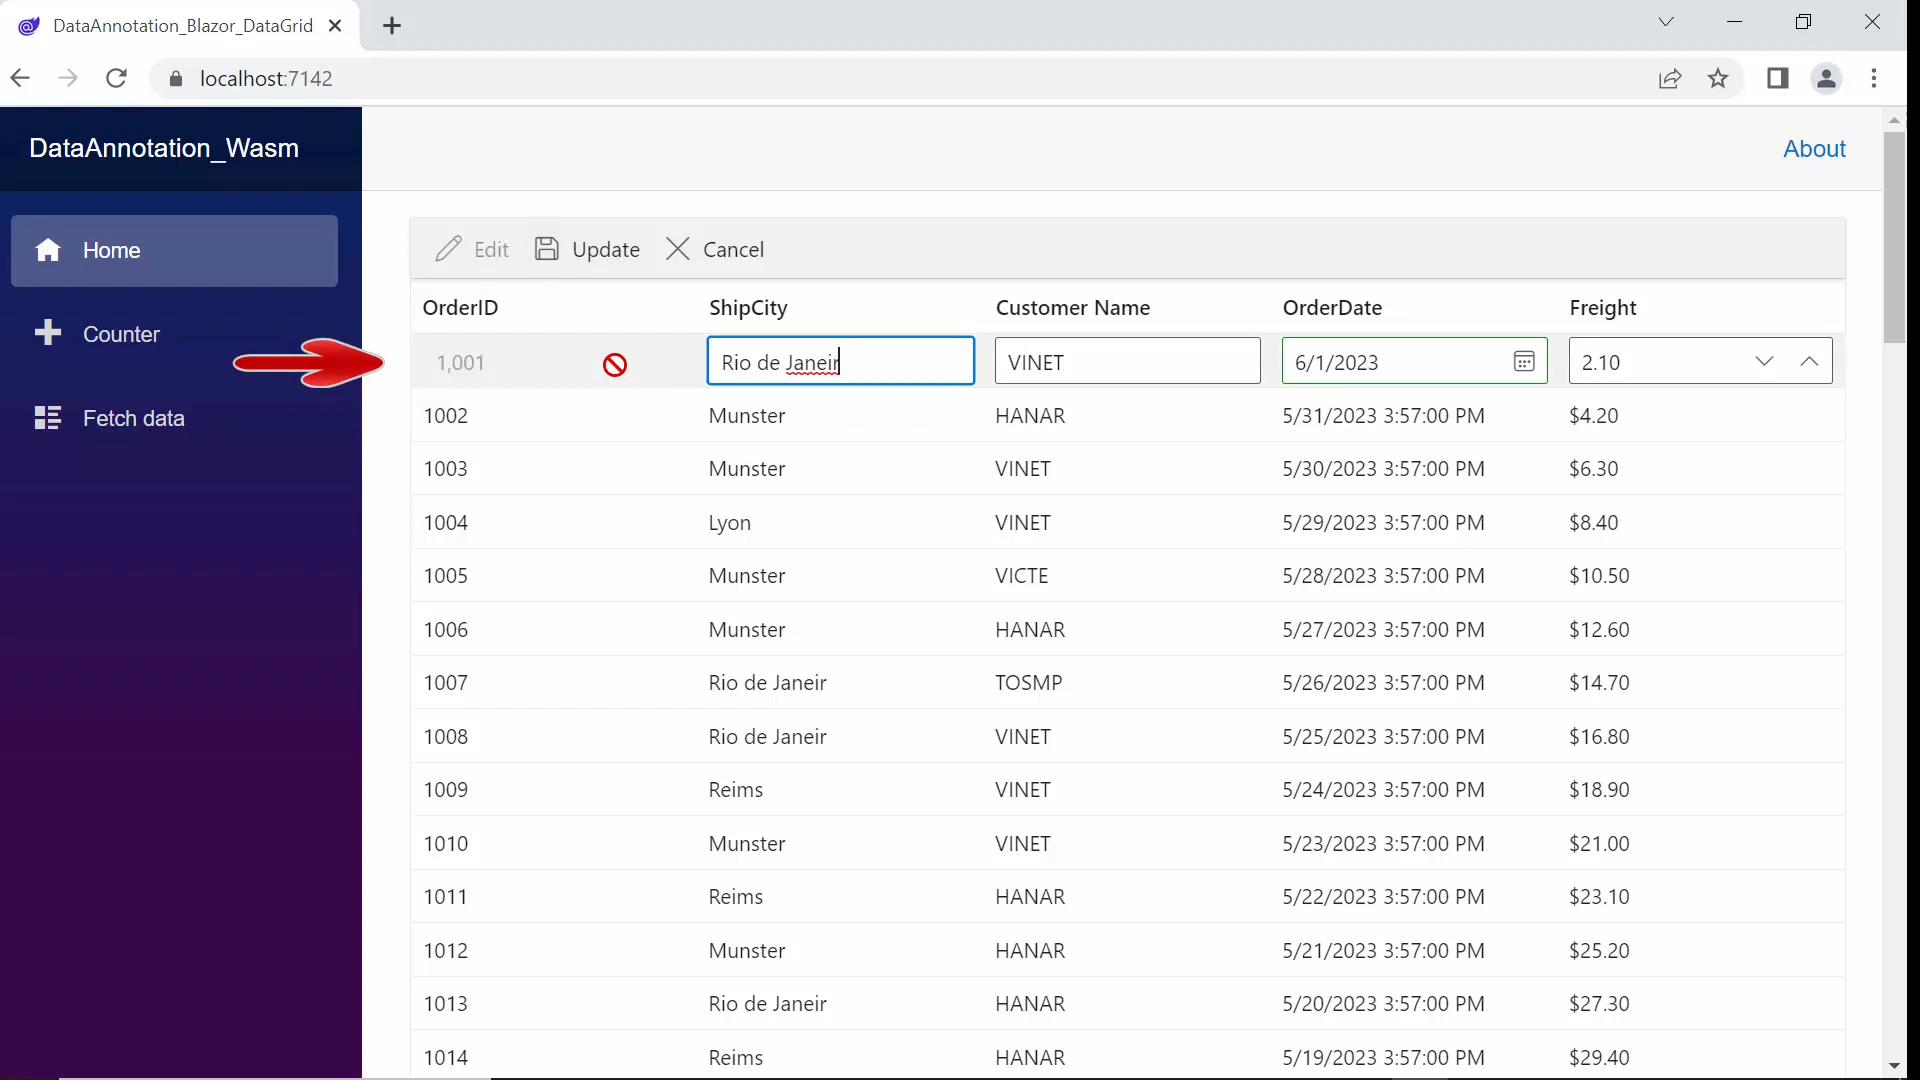 DataAnnotation_Blazor_DataGrid
localhost:7142
DataAnnotation_Wasm
About
Home
Counter
Fetch data
Edit Update Cancel
OrderID ShipCity Customer Name OrderDate Freight
1,001 Rio de Janeir VINET 6/1/2023 2.10
1002 Munster HANAR 5/31/2023 3:57:00 PM $4.20
1003 Munster VINET 5/30/2023 3:57:00 PM $6.30
1004 Lyon VINET 5/29/2023 3:57:00 PM $8.40
1005 Munster VICTE 5/28/2023 3:57:00 PM $10.50
1006 Munster HANAR 5/27/2023 3:57:00 PM $12.60
1007 Rio de Janeir TOSMP 5/26/2023 3:57:00 PM $14.70
1008 Rio de Janeir VINET 5/25/2023 3:57:00 PM $16.80
1009 Reims VINET 5/24/2023 3:57:00 PM $18.90
1010 Munster VINET 5/23/2023 3:57:00 PM $21.00
1011 Reims HANAR 5/22/2023 3:57:00 PM $23.10
1012 Munster HANAR 5/21/2023 3:57:00 PM $25.20
1013 Rio de Janeir HANAR 5/20/2023 3:57:00 PM $27.30
1014 Reims HANAR 5/19/2023 3:57:00 PM $29.40